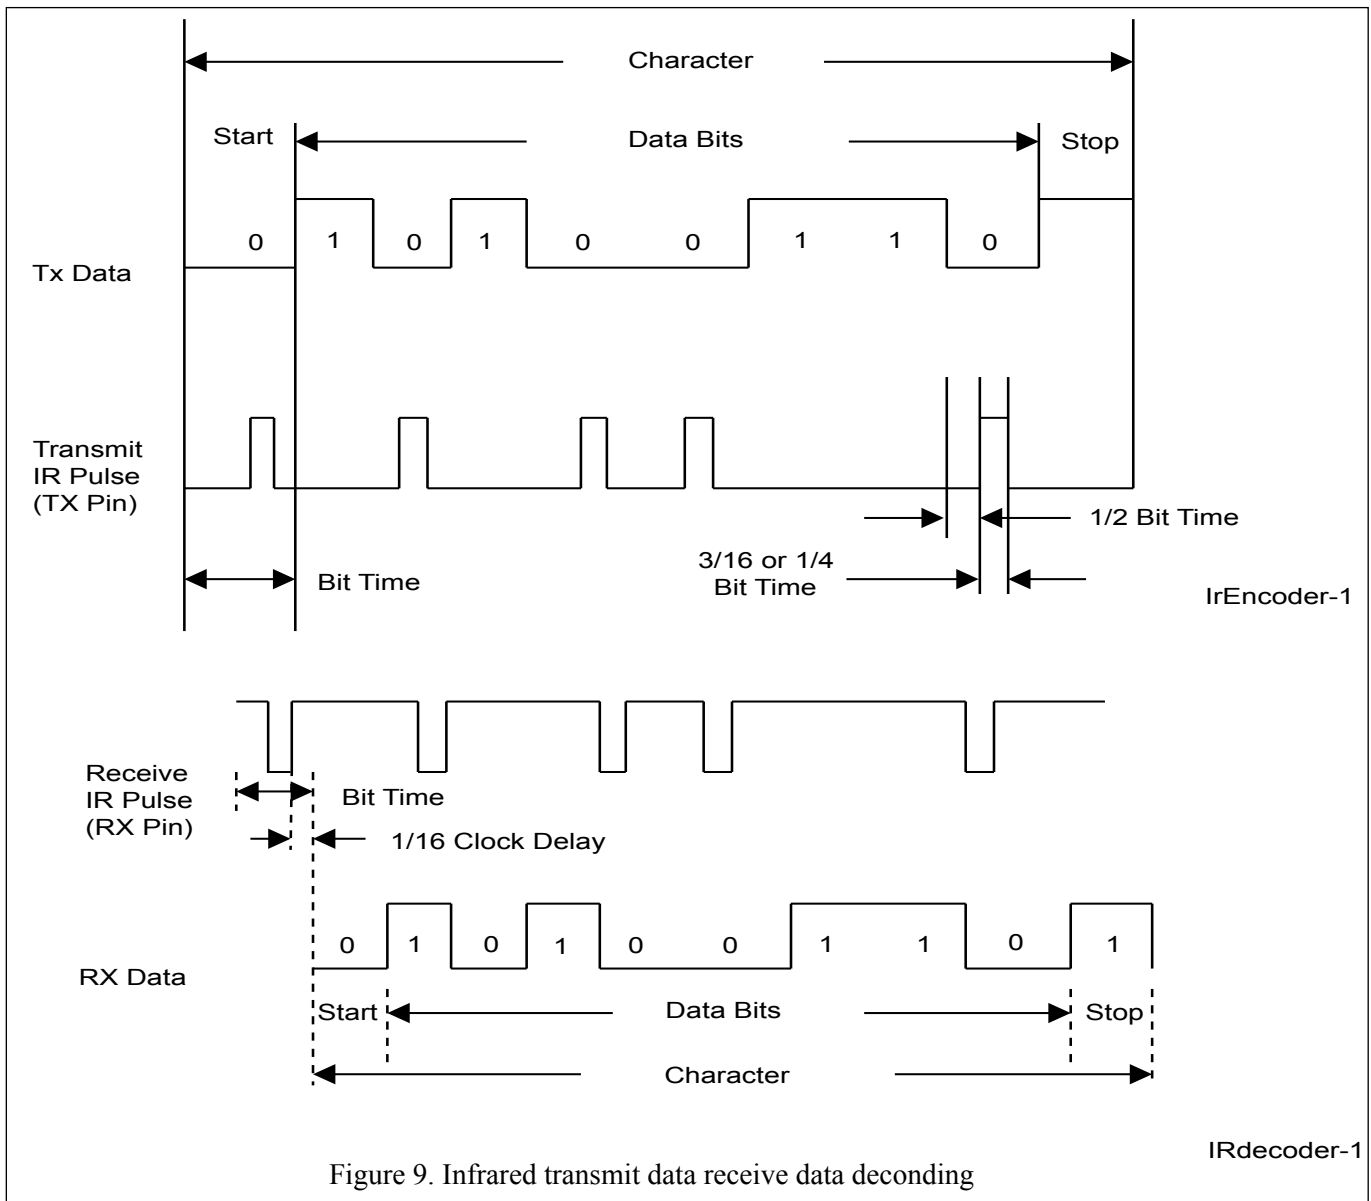 Character
Start
Data Bits
Stop
0 1 0 1 0 0 1 1 0
Tx Data
Transmit
IR Pulse
(TX Pin)
1/2 Bit Time
3/16 or 1/4
Bit Time
Bit Time
IrEncoder-1
Receive
IR Pulse
(RX Pin)
Bit Time
1/16 Clock Delay
0 1 0 1 0 0 1 1 0 1
RX Data
Start
Data Bits
Stop
Character
IRdecoder-1
Figure 9. Infrared transmit data receive data deconding